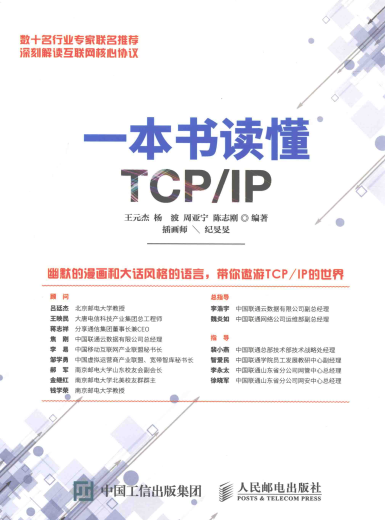 数十名行业专家联名推荐
深刻解读互联网核心协议
一本书读懂
TCP/IP
王元杰 杨 波 周亚宁 陈志刚 ◎ 编著
插画师 ╲ 纪旻旻
幽默的漫画和大话风格的语言，带你遨游TCP/IP的世界
顾 问
吕廷杰 北京邮电大学教授
王映民 大唐电信科技产业集团总工程师
蒋志祥 分享通信集团董事长兼CEO
焦 刚 中国联通云数据有限公司总经理
李 易 中国移动互联网产业联盟秘书长
邹学勇 中国虚拟运营商产业联盟、宽带智库秘书长
郝 军 南京邮电大学山东校友会副会长
金继红 南京邮电大学北美校友群群主
钱学荣 南京邮电大学教授
总指导
李浩宇 中国联通云数据有限公司副总经理
魏炎如 中国联通网络公司运维部副总经理
指 导
裴小燕 中国联通总部技术部技术战略处经理
智爱民 中国联通学院员工发展教研中心副经理
李永太 中国联通山东省分公司网管中心总经理
徐晓军 中国联通山东省分公司网安中心总经理
中国工信出版集团
人民邮电出版社
POSTS & TELECOM PRESS